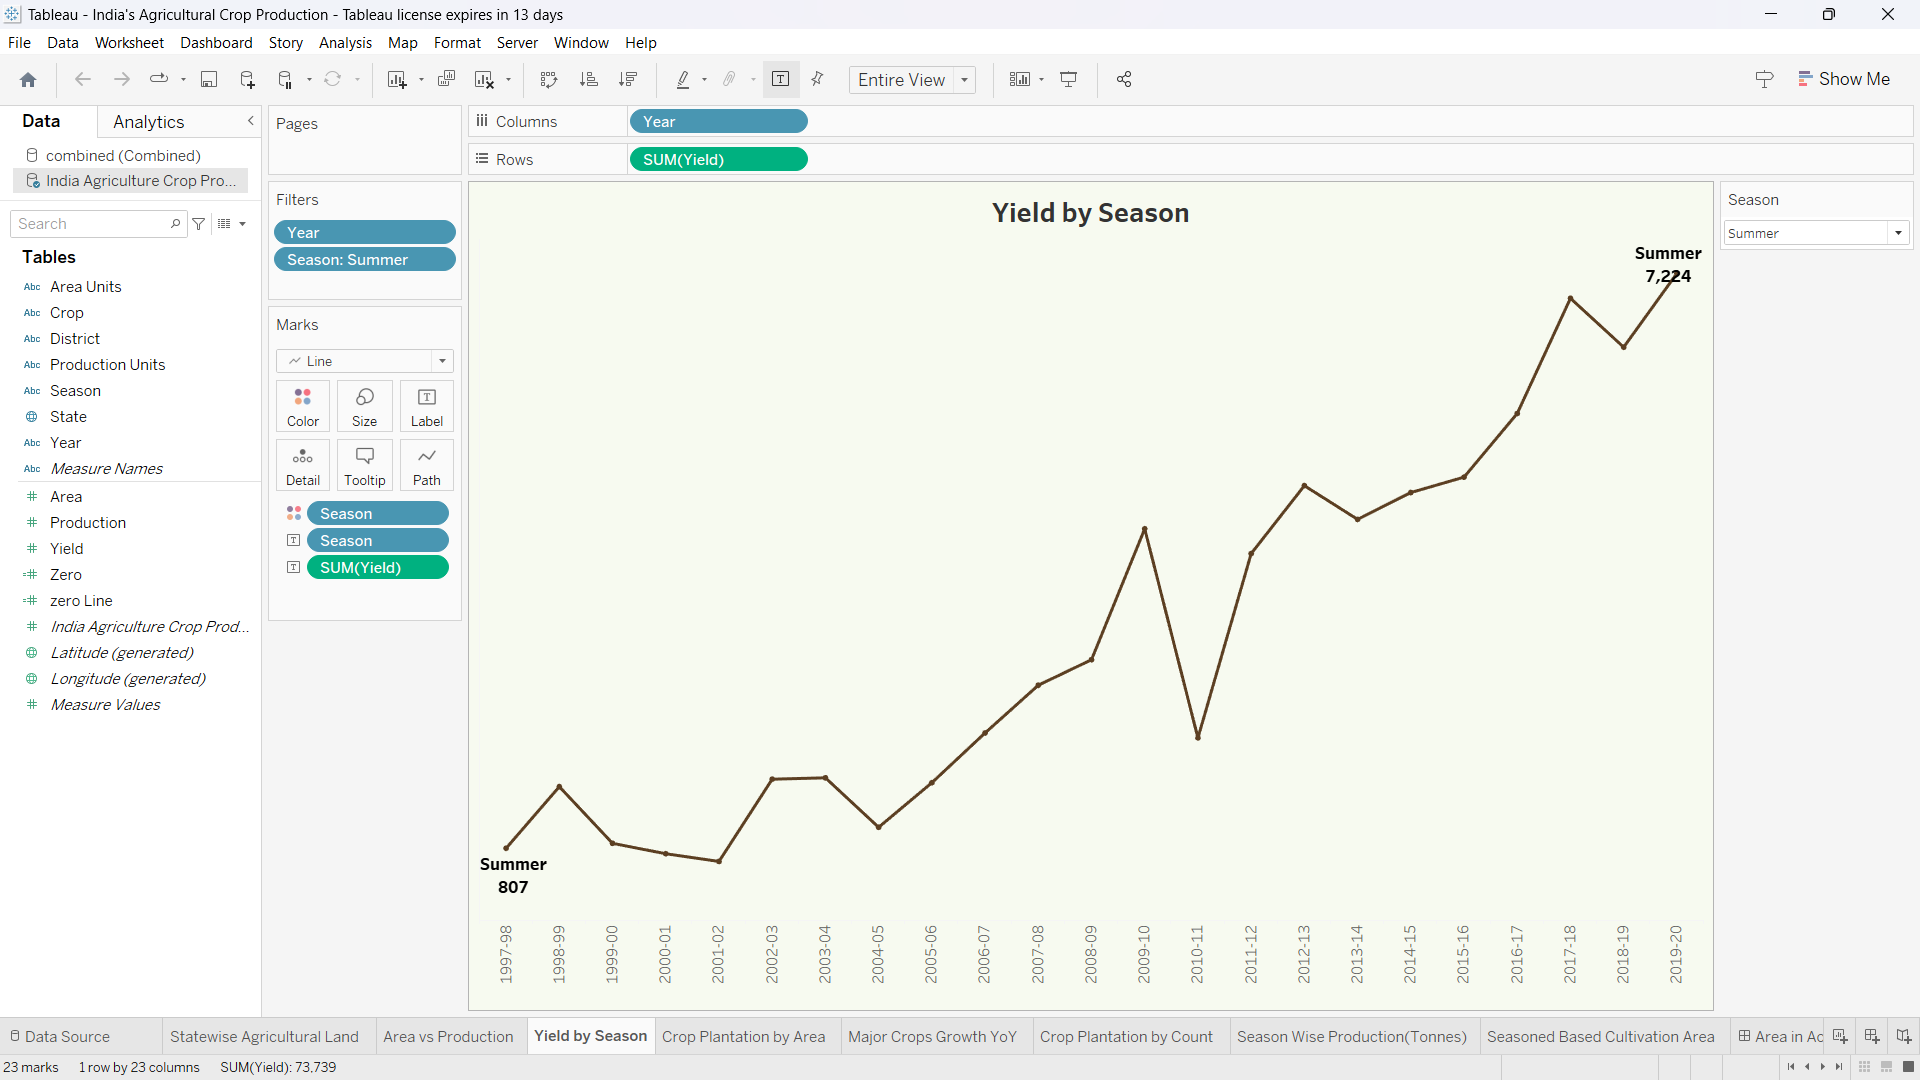 Tableau - India's Agricultural Crop Production - Tableau license expires in 13 days
File Data Worksheet Dashboard Story Analysis Map Format Server Window Help
Entire View
Show Me
Data Analytics
combined (Combined)
India Agriculture Crop Pro...
Search
Tables
Abc Area Units
Abc Crop
Abc District
Abc Production Units
Abc Season
State
Abc Year
Abc Measure Names
# Area
# Production
# Yield
=# Zero
=# zero Line
# India Agriculture Crop Prod...
Latitude (generated)
Longitude (generated)
# Measure Values
Pages
Filters
Year
Season: Summer
Marks
Line
Color Size Label
Detail Tooltip Path
Season
Season
SUM(Yield)
Columns Year
Rows SUM(Yield)
Yield by Season
Summer
7,224
Summer
807
1997-98
1998-99
1999-00
2000-01
2001-02
2002-03
2003-04
2004-05
2005-06
2006-07
2007-08
2008-09
2009-10
2010-11
2011-12
2012-13
2013-14
2014-15
2015-16
2016-17
2017-18
2018-19
2019-20
Season
Summer
Data Source Statewise Agricultural Land Area vs Production Yield by Season Crop Plantation by Area Major Crops Growth YoY Crop Plantation by Count Season Wise Production(Tonnes) Seasoned Based Cultivation Area Area in Ac
23 marks 1 row by 23 columns SUM(Yield): 73,739